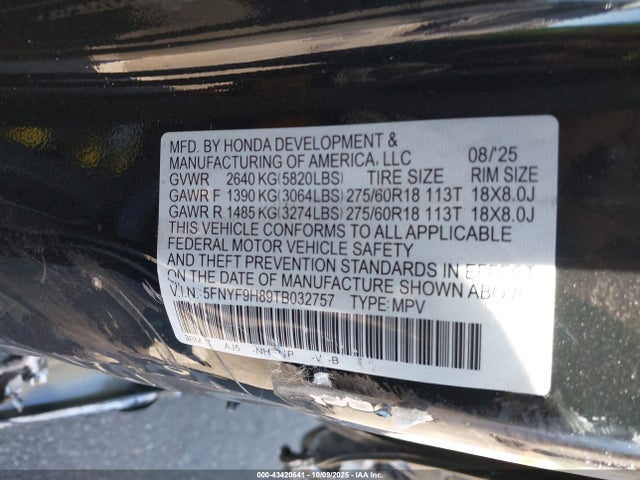 MFD. BY HONDA DEVELOPMENT &
MANUFACTURING OF AMERICA, LLC 08/'25
GVWR 2640 KG(5820LBS) TIRE SIZE RIM SIZE
GAWR F 1390 KG(3064LBS) 275/60R18 113T 18X8.0J
GAWR R 1485 KG(3274LBS) 275/60R18 113T 18X8.0J
THIS VEHICLE CONFORMS TO ALL APPLICABLE
FEDERAL MOTOR VEHICLE SAFETY
AND THEFT PREVENTION STANDARDS IN EFFECT
ON THE DATE OF MANUFACTURE SHOWN ABOVE.
V.I.N.: 5FNYF9H89TB032757 TYPE: MPV
AJ5 -V -B
000-43420641 - 10/09/2025 - IAAI.COM